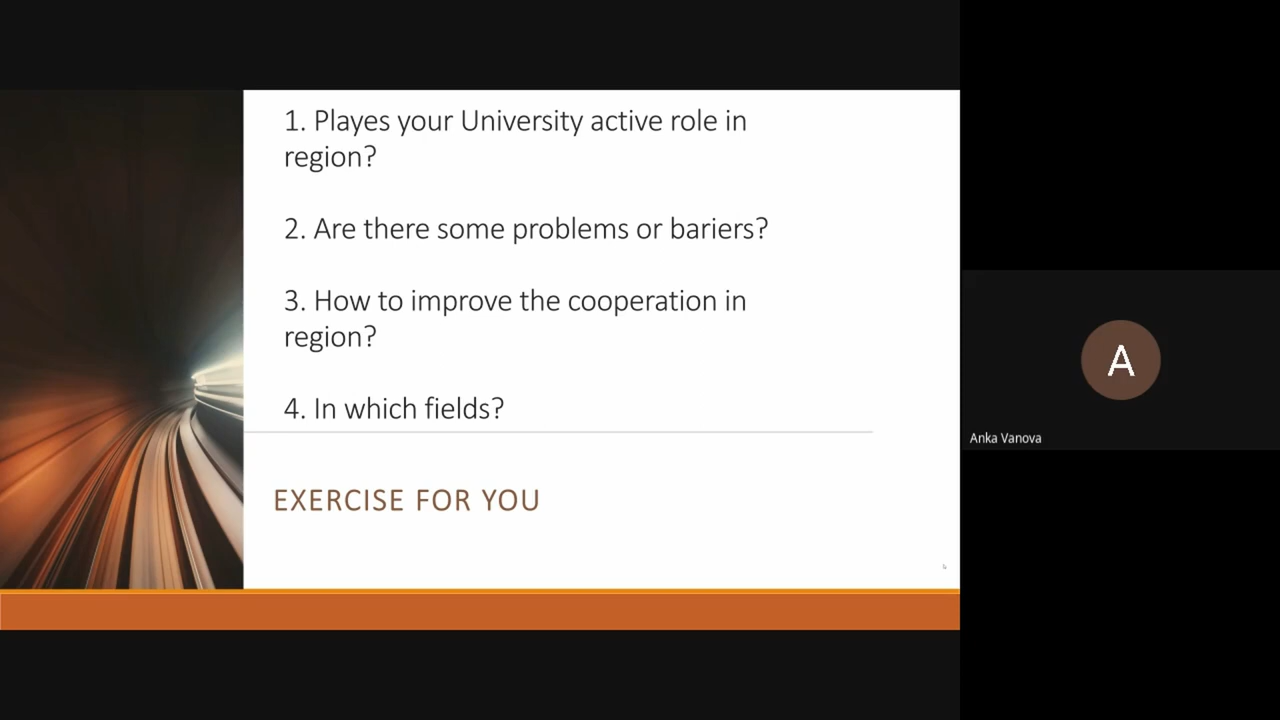 1. Playes your University active role in
region?
2. Are there some problems or bariers?
3. How to improve the cooperation in
region?
4. In which fields?
EXERCISE FOR YOU
A
Anka Vanova